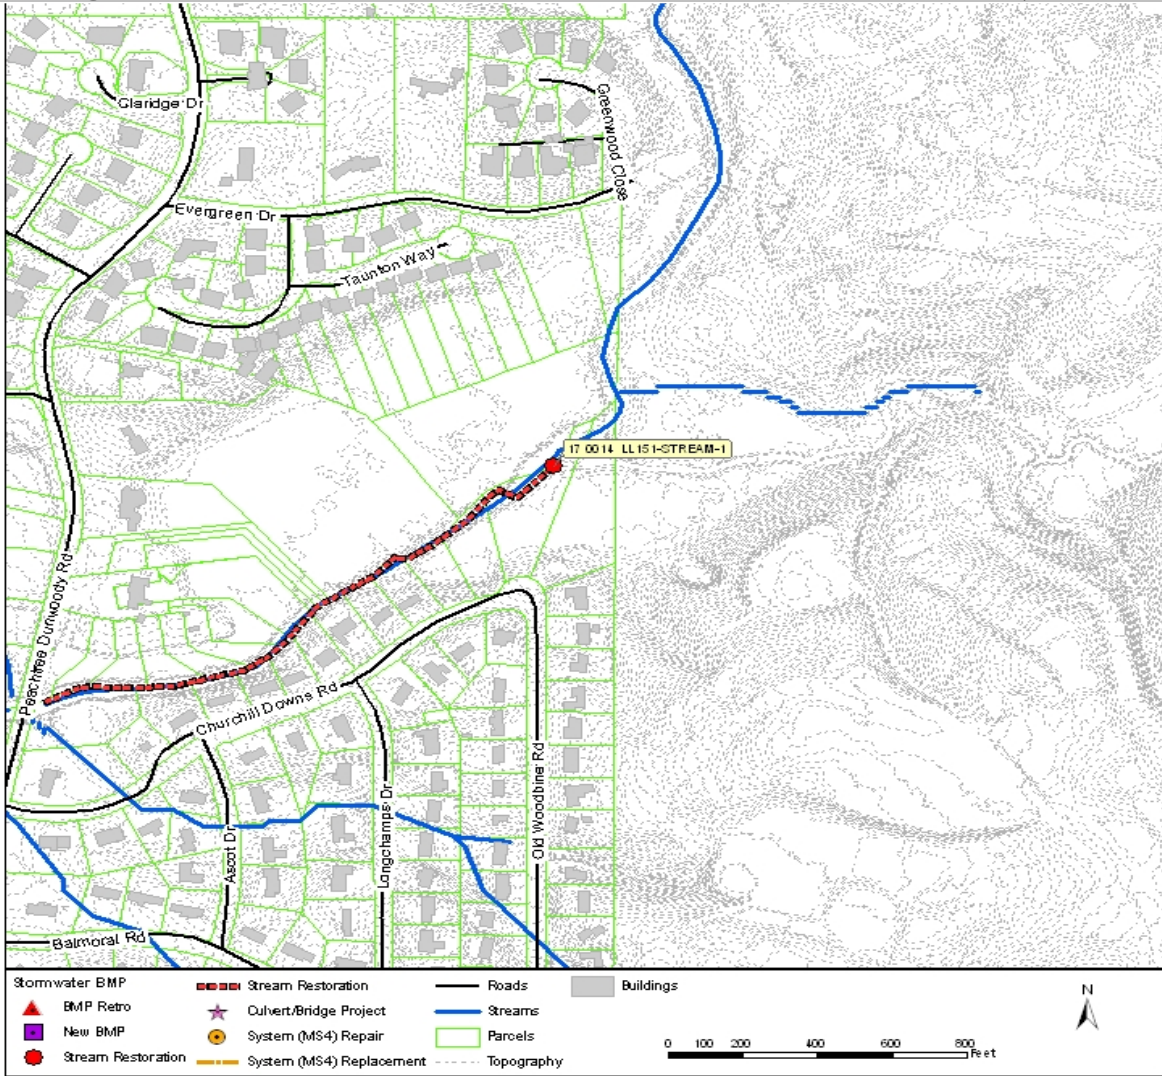 Claridge Dr
Greenwood Close
Evergreen Dr
Taunton Way
17 0014 LL151-STREAM-1
Peachtree Dunwoody Rd
Churchill Downs Rd
Old Woodbine Rd
Longchamps Dr
Ascot Dr
Balmoral Rd
Stormwater BMP
BMP Retro
New BMP
Stream Restoration
Stream Restoration
Culvert/Bridge Project
System (MS4) Repair
System (MS4) Replacement
Roads
Streams
Parcels
Topography
Buildings
N
0 100 200 400 600 800
Feet